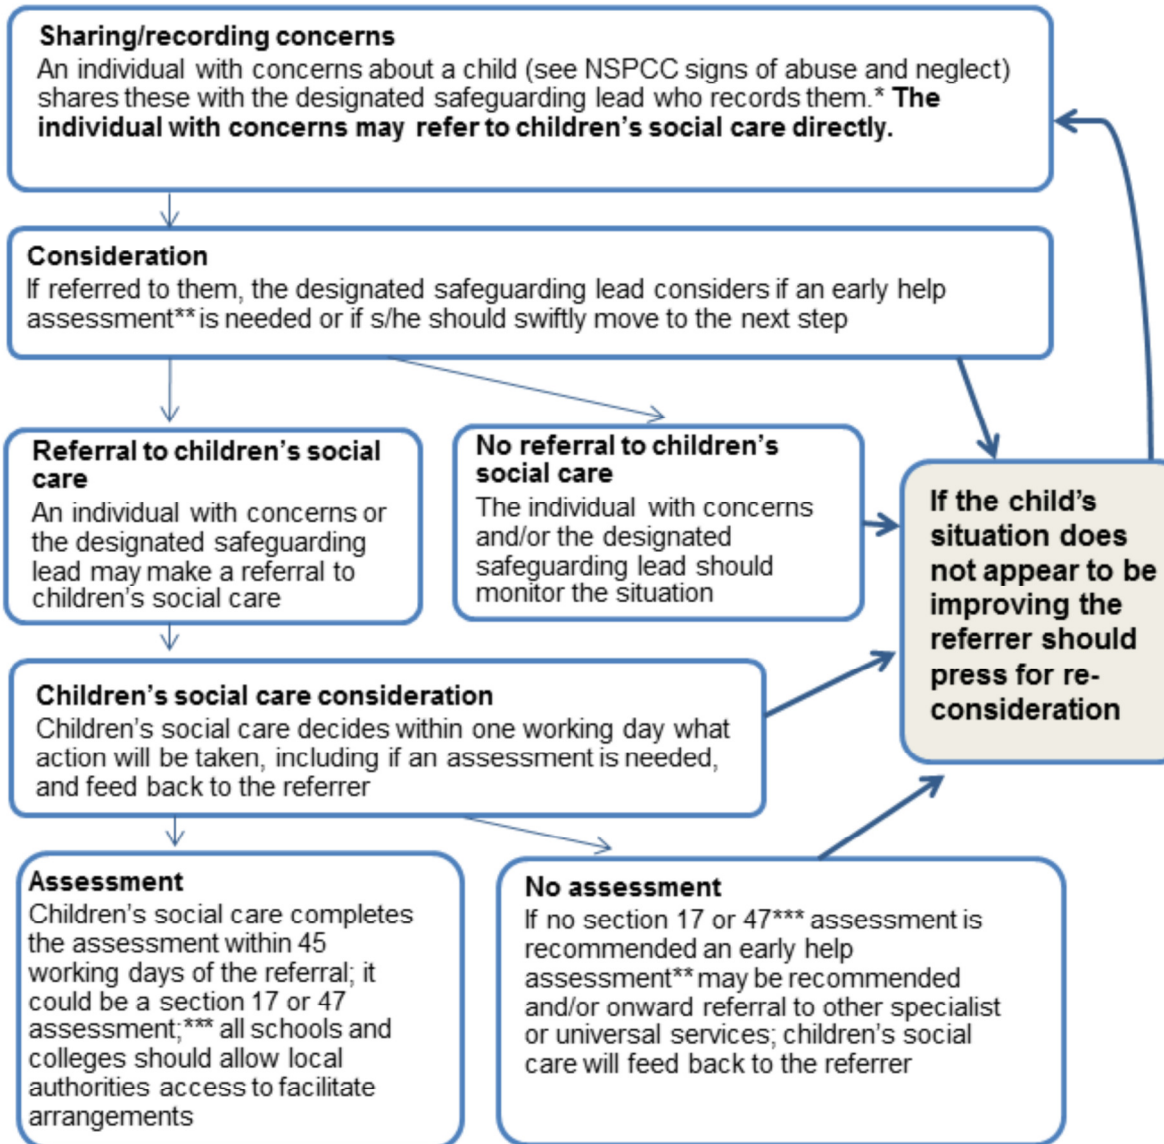 Sharing/recording concerns
An individual with concerns about a child (see NSPCC signs of abuse and neglect)
shares these with the designated safeguarding lead who records them.* The
individual with concerns may refer to children's social care directly.
Consideration
If referred to them, the designated safeguarding lead considers if an early help
assessment** is needed or if s/he should swiftly move to the next step
Referral to children's social
care
An individual with concerns or
the designated safeguarding
lead may make a referral to
children's social care
No referral to children's
social care
The individual with concerns
and/or the designated
safeguarding lead should
monitor the situation
If the child's
situation does
not appear to be
improving the
referrer should
press for re-
consideration
Children's social care consideration
Children's social care decides within one working day what
action will be taken, including if an assessment is needed,
and feed back to the referrer
Assessment
Children's social care completes
the assessment within 45
working days of the referral; it
could be a section 17 or 47
assessment;*** all schools and
colleges should allow local
authorities access to facilitate
arrangements
No assessment
If no section 17 or 47*** assessment is
recommended an early help
assessment** may be recommended
and/or onward referral to other specialist
or universal services; children's social
care will feed back to the referrer